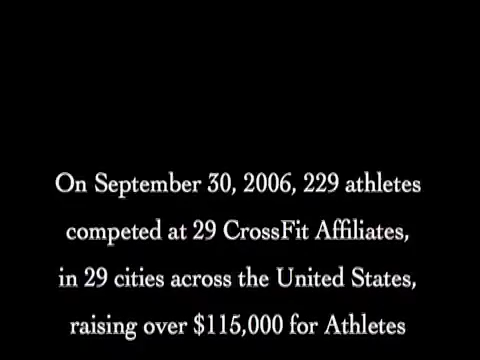 On September 30, 2006, 229 athletes
competed at 29 CrossFit Affiliates,
in 29 cities across the United States,
raising over $115,000 for Athletes